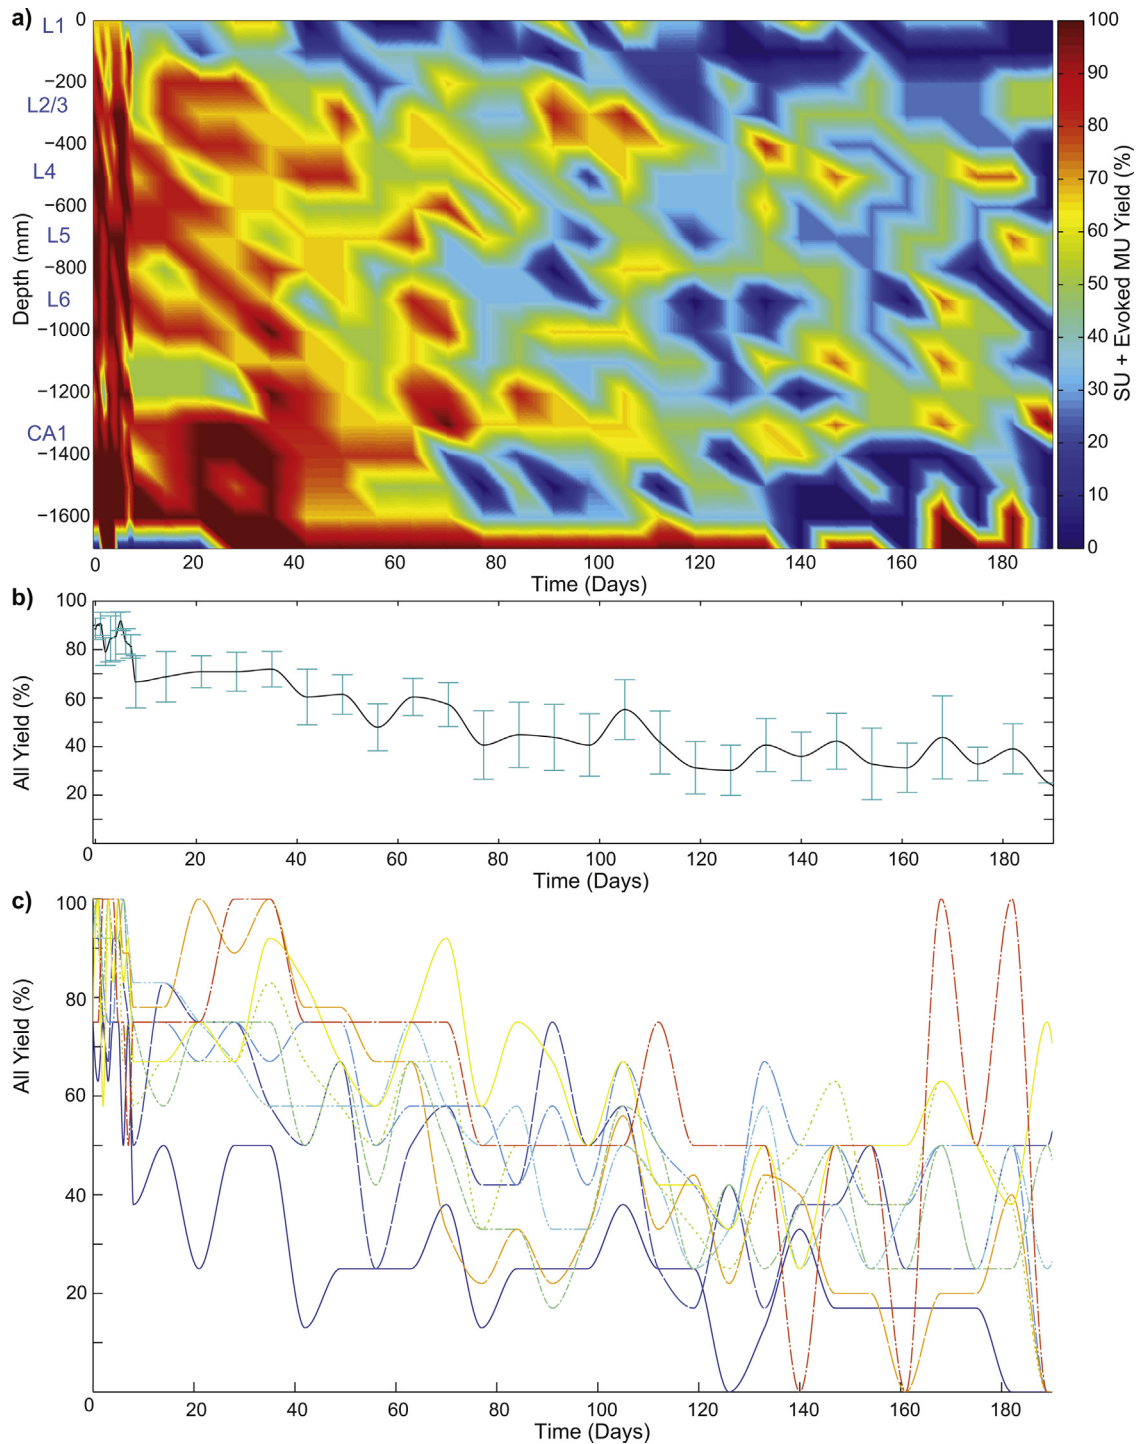 a)
L1
L2/3
L4
L5
L6
CA1
Depth (mm)
0
−200
−400
−600
−800
−1000
−1200
−1400
−1600
0 20 40 60 80 100 120 140 160 180
Time (Days)
100
90
80
70
60
50
40
30
20
10
0
SU + Evoked MU Yield (%)
b)
All Yield (%)
100
80
60
40
20
0 20 40 60 80 100 120 140 160 180
Time (Days)
c)
All Yield (%)
100
80
60
40
20
0 20 40 60 80 100 120 140 160 180
Time (Days)